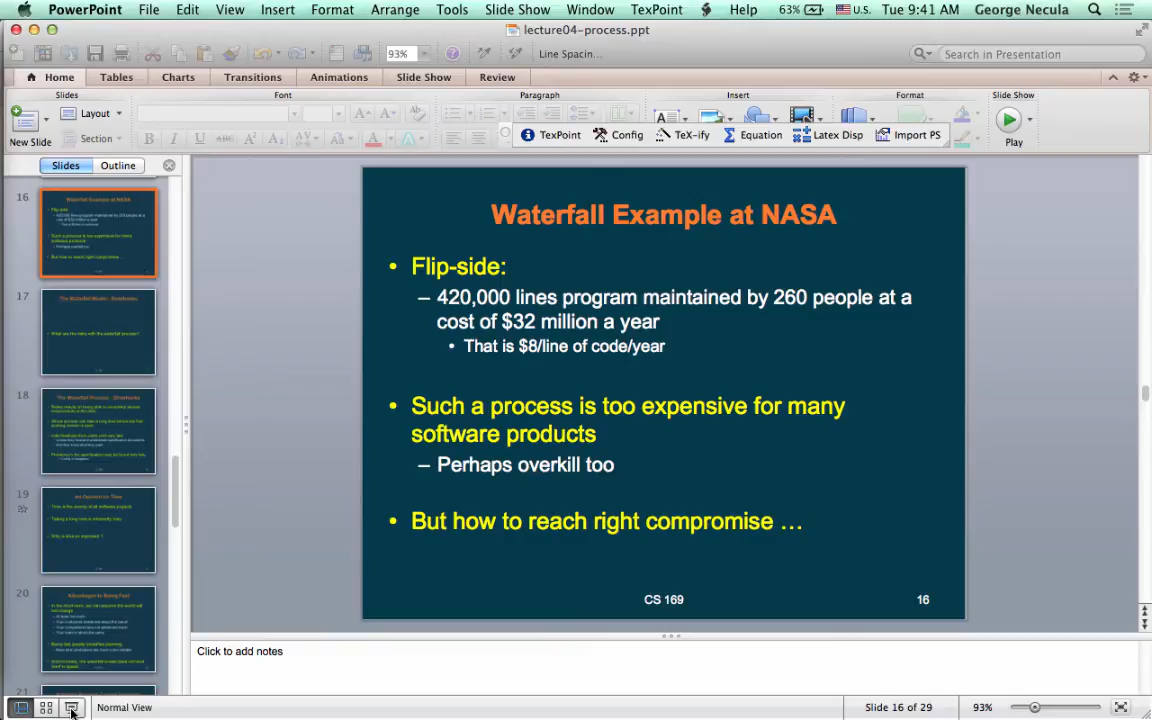 PowerPoint File Edit View Insert Format Arrange Tools Slide Show Window TexPoint Help 63% U.S. Tue 9:41 AM George Necula
lecture04-process.ppt
93% Line Spacin... Search in Presentation
Home Tables Charts Transitions Animations Slide Show Review
Slides Font Paragraph Insert Format Slide Show
New Slide Layout Section
B I U ABC A A
TexPoint Config TeX-ify Equation Latex Disp Import PS Play
Slides Outline
16
17
18
19
20
21
Waterfall Example at NASA
• Flip-side:
– 420,000 lines program maintained by 260 people at a
cost of $32 million a year
• That is $8/line of code/year
• Such a process is too expensive for many
software products
– Perhaps overkill too
• But how to reach right compromise …
CS 169 16
Click to add notes
Normal View Slide 16 of 29 93%